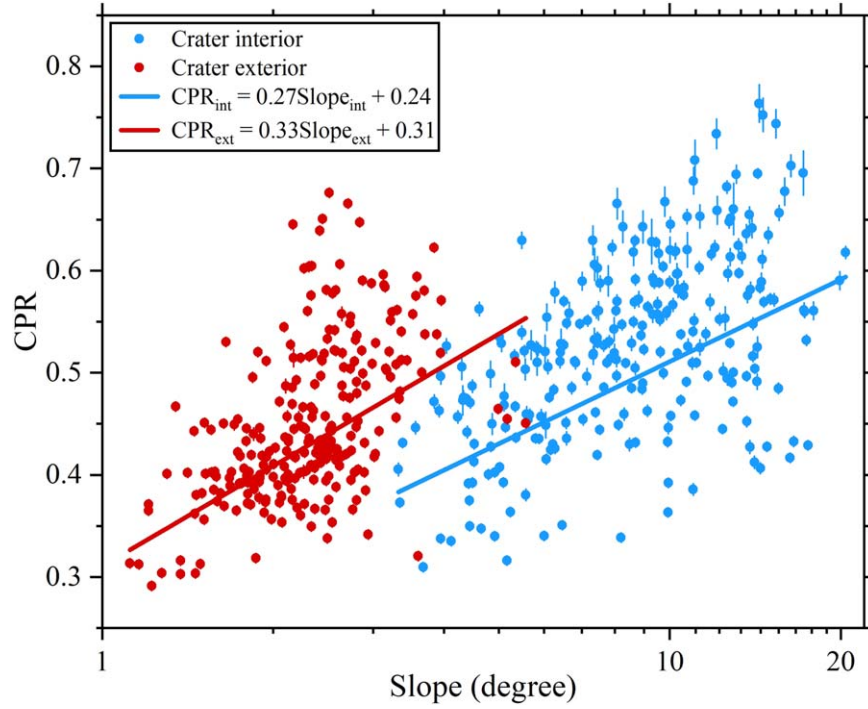 Crater interior
Crater exterior
CPRint = 0.27Slopeint + 0.24
CPRext = 0.33Slopeext + 0.31
0.8
0.7
0.6
0.5
0.4
0.3
CPR
1
10
20
Slope (degree)